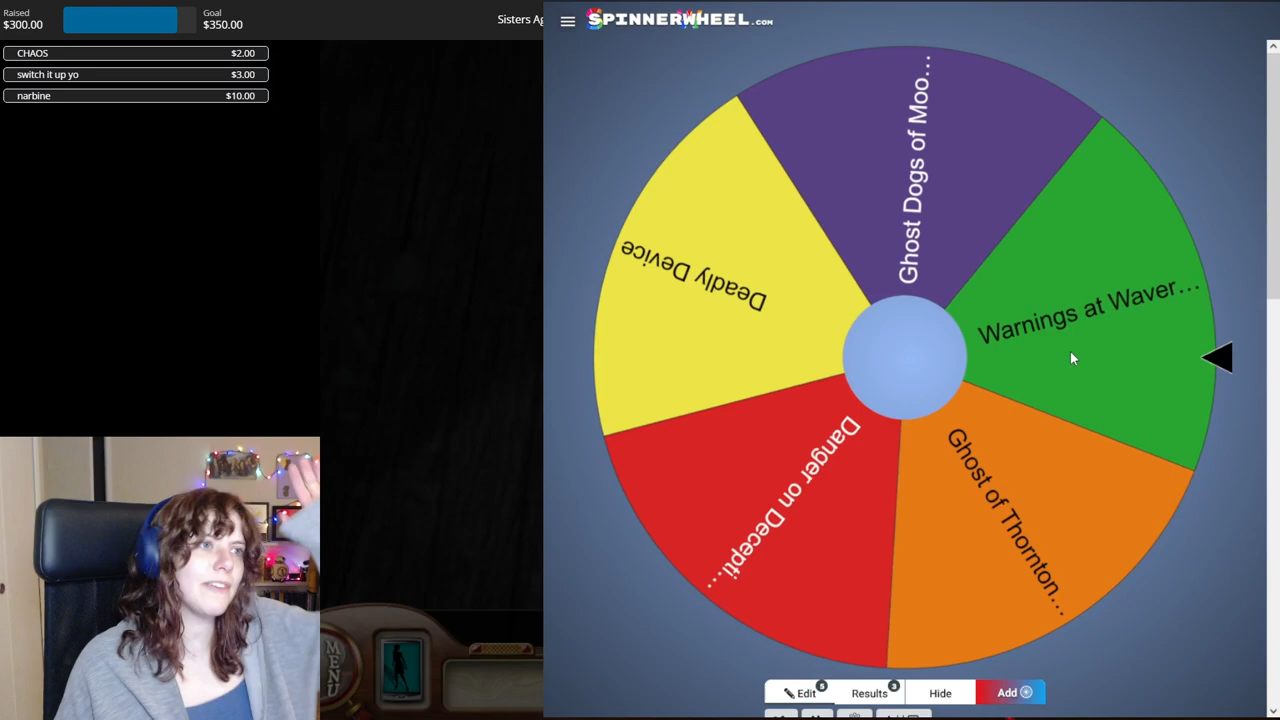 Raised
$300.00
Goal
$350.00
Sisters Ag
CHAOS $2.00
switch it up yo $3.00
narbine $10.00
SPINNERWHEEL.COM
Ghost Dogs of Moo...
Warnings at Waver...
Ghost of Thornton...
Danger on Decepti...
Deadly Device
MENU
Edit 5
Results 3
Hide
Add